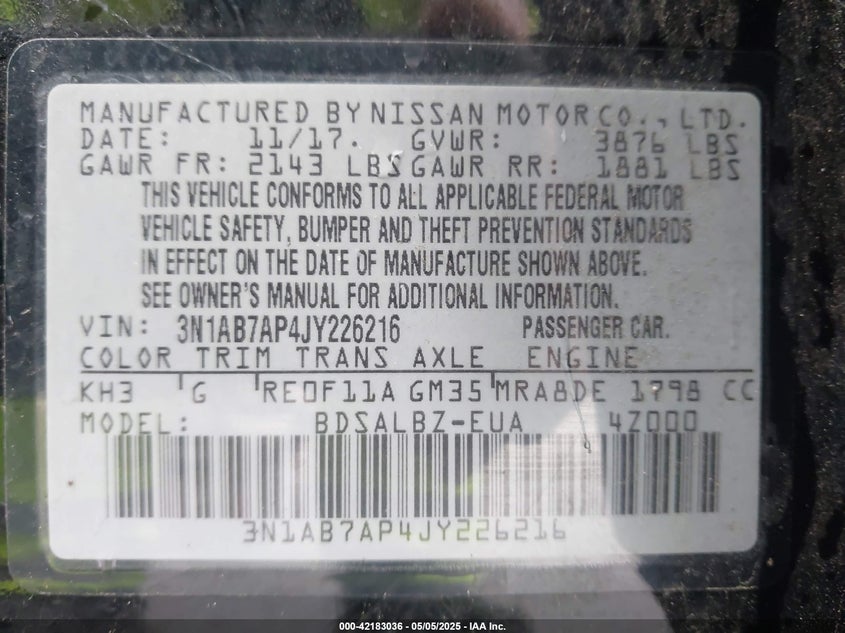 MANUFACTURED BY NISSAN MOTOR CO., LTD.
DATE: 11/17. GVWR: 3876 LBS
GAWR FR: 2143 LBS GAWR RR: 1881 LBS
THIS VEHICLE CONFORMS TO ALL APPLICABLE FEDERAL MOTOR
VEHICLE SAFETY, BUMPER AND THEFT PREVENTION STANDARDS
IN EFFECT ON THE DATE OF MANUFACTURE SHOWN ABOVE.
SEE OWNER'S MANUAL FOR ADDITIONAL INFORMATION.
VIN: 3N1AB7AP4JY226216 PASSENGER CAR.
COLOR TRIM TRANS AXLE ENGINE
KH3 G RE0F11A GM35 MRA8DE 1798 CC
MODEL: BDSALBZ-EUA 4Z000
3N1AB7AP4JY226216
000-42183036 - 05/05/2025 - IAA Inc.